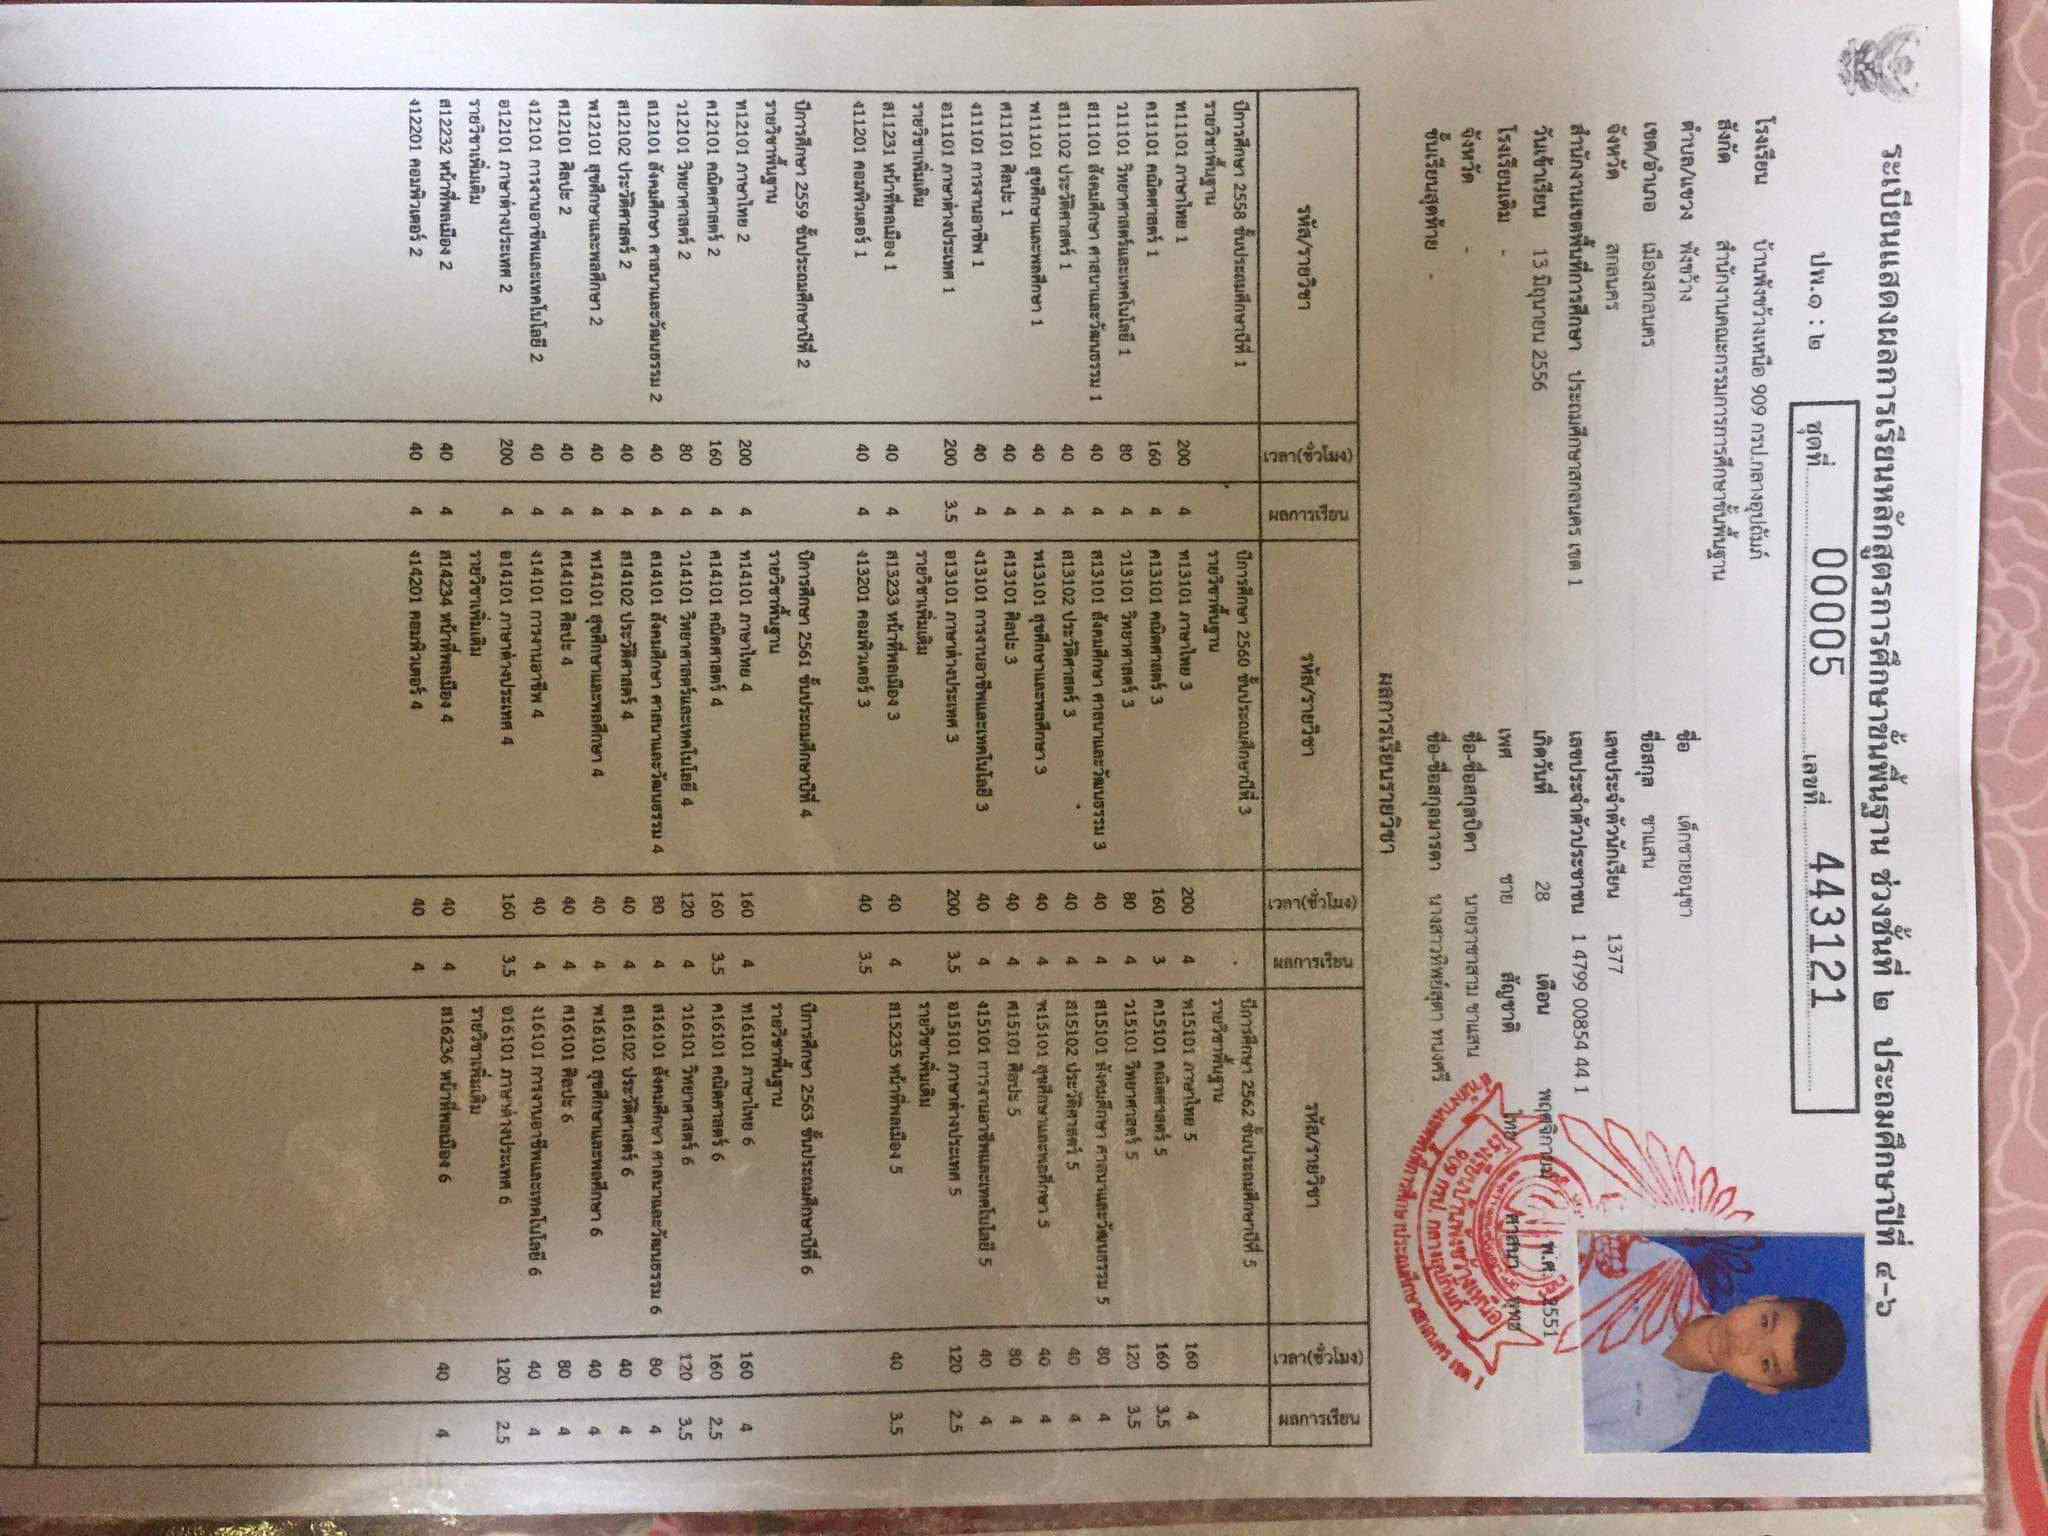 ระเบียนแสดงผลการเรียนหลักสูตรการศึกษาขั้นพื้นฐาน ช่วงชั้นที่ ๒ ประถมศึกษาปีที่ ๔-๖
ปพ.๑ : ๒ ชุดที่ 00005 เลขที่ 443121
โรงเรียน บ้านพังขว้างเหนือ 909 กรป.กลางอุปถัมภ์
สังกัด สำนักงานคณะกรรมการการศึกษาขั้นพื้นฐาน
ตำบล/แขวง พังขว้าง
เขต/อำเภอ เมืองสกลนคร
จังหวัด สกลนคร
สำนักงานเขตพื้นที่การศึกษา ประถมศึกษาสกลนคร เขต 1
วันเข้าเรียน 13 มิถุนายน 2556
โรงเรียนเดิม -
จังหวัด -
ชั้นเรียนสุดท้าย -
ชื่อ เด็กชายอนุชา
ชื่อสกุล ขาแสน
เลขประจำตัวนักเรียน 1377
เลขประจำตัวประชาชน 1 4799 00854 44 1
เกิดวันที่ 28 เดือน พฤศจิกายน พ.ศ. 2551
เพศ ชาย สัญชาติ ไทย ศาสนา พุทธ
ชื่อ-ชื่อสกุลบิดา นายราชาสาม ขาแสน
ชื่อ-ชื่อสกุลมารดา นางสาวทิพย์สุดา ทบงศรี
ผลการเรียนรายวิชา
รหัส/รายวิชา เวลา(ชั่วโมง) ผลการเรียน
ปีการศึกษา 2558 ชั้นประถมศึกษาปีที่ 1
รายวิชาพื้นฐาน
ท11101 ภาษาไทย 1 200 4
ค11101 คณิตศาสตร์ 1 160 4
ว11101 วิทยาศาสตร์และเทคโนโลยี 1 80 4
ส11101 สังคมศึกษา ศาสนาและวัฒนธรรม 1 40 4
ส11102 ประวัติศาสตร์ 1 40 4
พ11101 สุขศึกษาและพลศึกษา 1 40 4
ศ11101 ศิลปะ 1 40 4
ง11101 การงานอาชีพ 1 40 4
อ11101 ภาษาต่างประเทศ 1 200 3.5
รายวิชาเพิ่มเติม
ส11231 หน้าที่พลเมือง 1 40 4
ง11201 คอมพิวเตอร์ 1 40 4
ปีการศึกษา 2559 ชั้นประถมศึกษาปีที่ 2
รายวิชาพื้นฐาน
ท12101 ภาษาไทย 2 200 4
ค12101 คณิตศาสตร์ 2 160 4
ว12101 วิทยาศาสตร์ 2 80 4
ส12101 สังคมศึกษา ศาสนาและวัฒนธรรม 2 40 4
ส12102 ประวัติศาสตร์ 2 40 4
พ12101 สุขศึกษาและพลศึกษา 2 40 4
ศ12101 ศิลปะ 2 40 4
ง12101 การงานอาชีพและเทคโนโลยี 2 40 4
อ12101 ภาษาต่างประเทศ 2 200 4
รายวิชาเพิ่มเติม
ส12232 หน้าที่พลเมือง 2 40 4
ง12201 คอมพิวเตอร์ 2 40 4
รหัส/รายวิชา เวลา(ชั่วโมง) ผลการเรียน
ปีการศึกษา 2560 ชั้นประถมศึกษาปีที่ 3
รายวิชาพื้นฐาน
ท13101 ภาษาไทย 3 200 4
ค13101 คณิตศาสตร์ 3 160 3
ว13101 วิทยาศาสตร์ 3 80 4
ส13101 สังคมศึกษา ศาสนาและวัฒนธรรม 3 40 4
ส13102 ประวัติศาสตร์ 3 40 4
พ13101 สุขศึกษาและพลศึกษา 3 40 4
ศ13101 ศิลปะ 3 40 4
ง13101 การงานอาชีพและเทคโนโลยี 3 40 4
อ13101 ภาษาต่างประเทศ 3 200 3.5
รายวิชาเพิ่มเติม
ส13233 หน้าที่พลเมือง 3 40 4
ง13201 คอมพิวเตอร์ 3 40 3.5
ปีการศึกษา 2561 ชั้นประถมศึกษาปีที่ 4
รายวิชาพื้นฐาน
ท14101 ภาษาไทย 4 160 4
ค14101 คณิตศาสตร์ 4 160 3.5
ว14101 วิทยาศาสตร์และเทคโนโลยี 4 120 4
ส14101 สังคมศึกษา ศาสนาและวัฒนธรรม 4 80 4
ส14102 ประวัติศาสตร์ 4 40 4
พ14101 สุขศึกษาและพลศึกษา 4 40 4
ศ14101 ศิลปะ 4 80 4
ง14101 การงานอาชีพ 4 40 4
อ14101 ภาษาต่างประเทศ 4 160 3.5
รายวิชาเพิ่มเติม
ส14234 หน้าที่พลเมือง 4 40 4
ง14201 คอมพิวเตอร์ 4 40 4
รหัส/รายวิชา เวลา(ชั่วโมง) ผลการเรียน
ปีการศึกษา 2562 ชั้นประถมศึกษาปีที่ 5
รายวิชาพื้นฐาน
ท15101 ภาษาไทย 5 160 4
ค15101 คณิตศาสตร์ 5 160 3.5
ว15101 วิทยาศาสตร์ 5 120 3.5
ส15101 สังคมศึกษา ศาสนาและวัฒนธรรม 5 80 4
ส15102 ประวัติศาสตร์ 5 40 4
พ15101 สุขศึกษาและพลศึกษา 5 40 4
ศ15101 ศิลปะ 5 80 4
ง15101 การงานอาชีพและเทคโนโลยี 5 40 4
อ15101 ภาษาต่างประเทศ 5 120 2.5
รายวิชาเพิ่มเติม
ส15235 หน้าที่พลเมือง 5 40 3.5
ปีการศึกษา 2563 ชั้นประถมศึกษาปีที่ 6
รายวิชาพื้นฐาน
ท16101 ภาษาไทย 6 160 4
ค16101 คณิตศาสตร์ 6 160 2.5
ว16101 วิทยาศาสตร์ 6 120 3.5
ส16101 สังคมศึกษา ศาสนาและวัฒนธรรม 6 80 4
ส16102 ประวัติศาสตร์ 6 40 4
พ16101 สุขศึกษาและพลศึกษา 6 40 4
ศ16101 ศิลปะ 6 80 4
ง16101 การงานอาชีพและเทคโนโลยี 6 40 4
อ16101 ภาษาต่างประเทศ 6 120 2.5
รายวิชาเพิ่มเติม
ส16236 หน้าที่พลเมือง 6 40 4
โรงเรียนบ้านพังขว้างเหนือ
909 กรป. กลางอุปถัมภ์